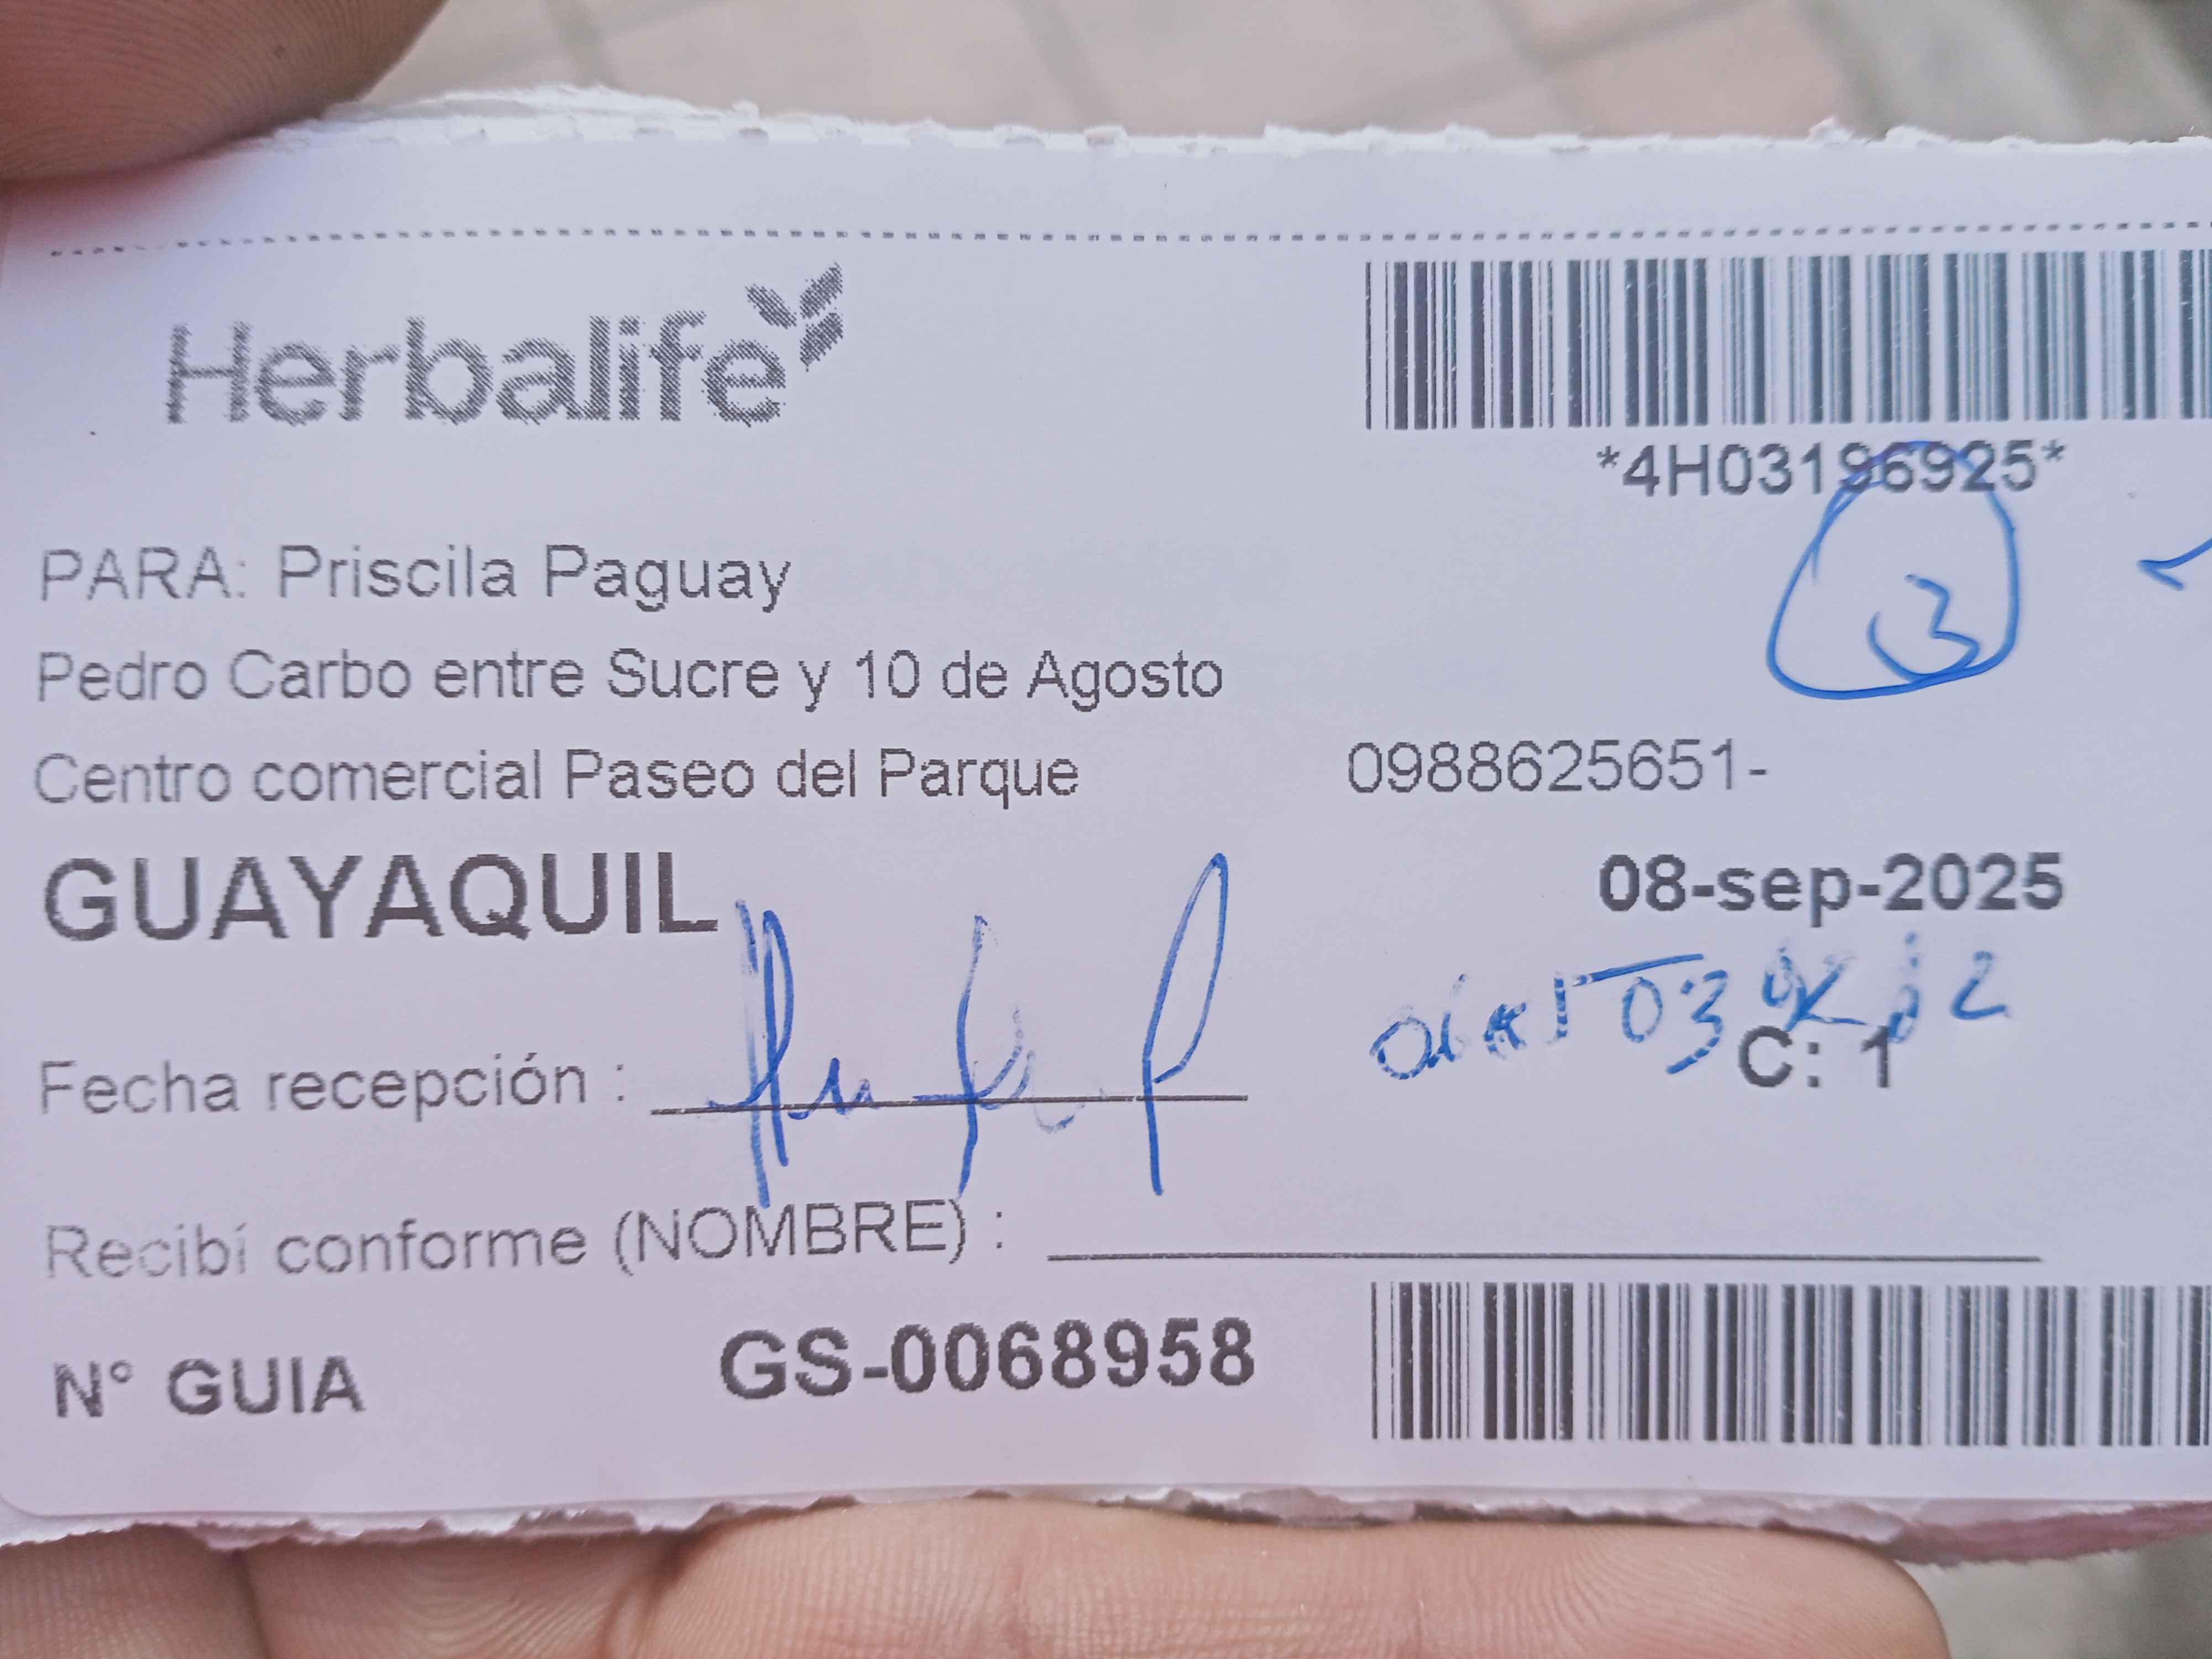 Herbalife
*4H03196925*
3
PARA: Priscila Paguay
Pedro Carbo entre Sucre y 10 de Agosto
Centro comercial Paseo del Parque 0988625651-
GUAYAQUIL 08-sep-2025
C: 1
Fecha recepción :
Recibí conforme (NOMBRE) :
N° GUIA GS-0068958